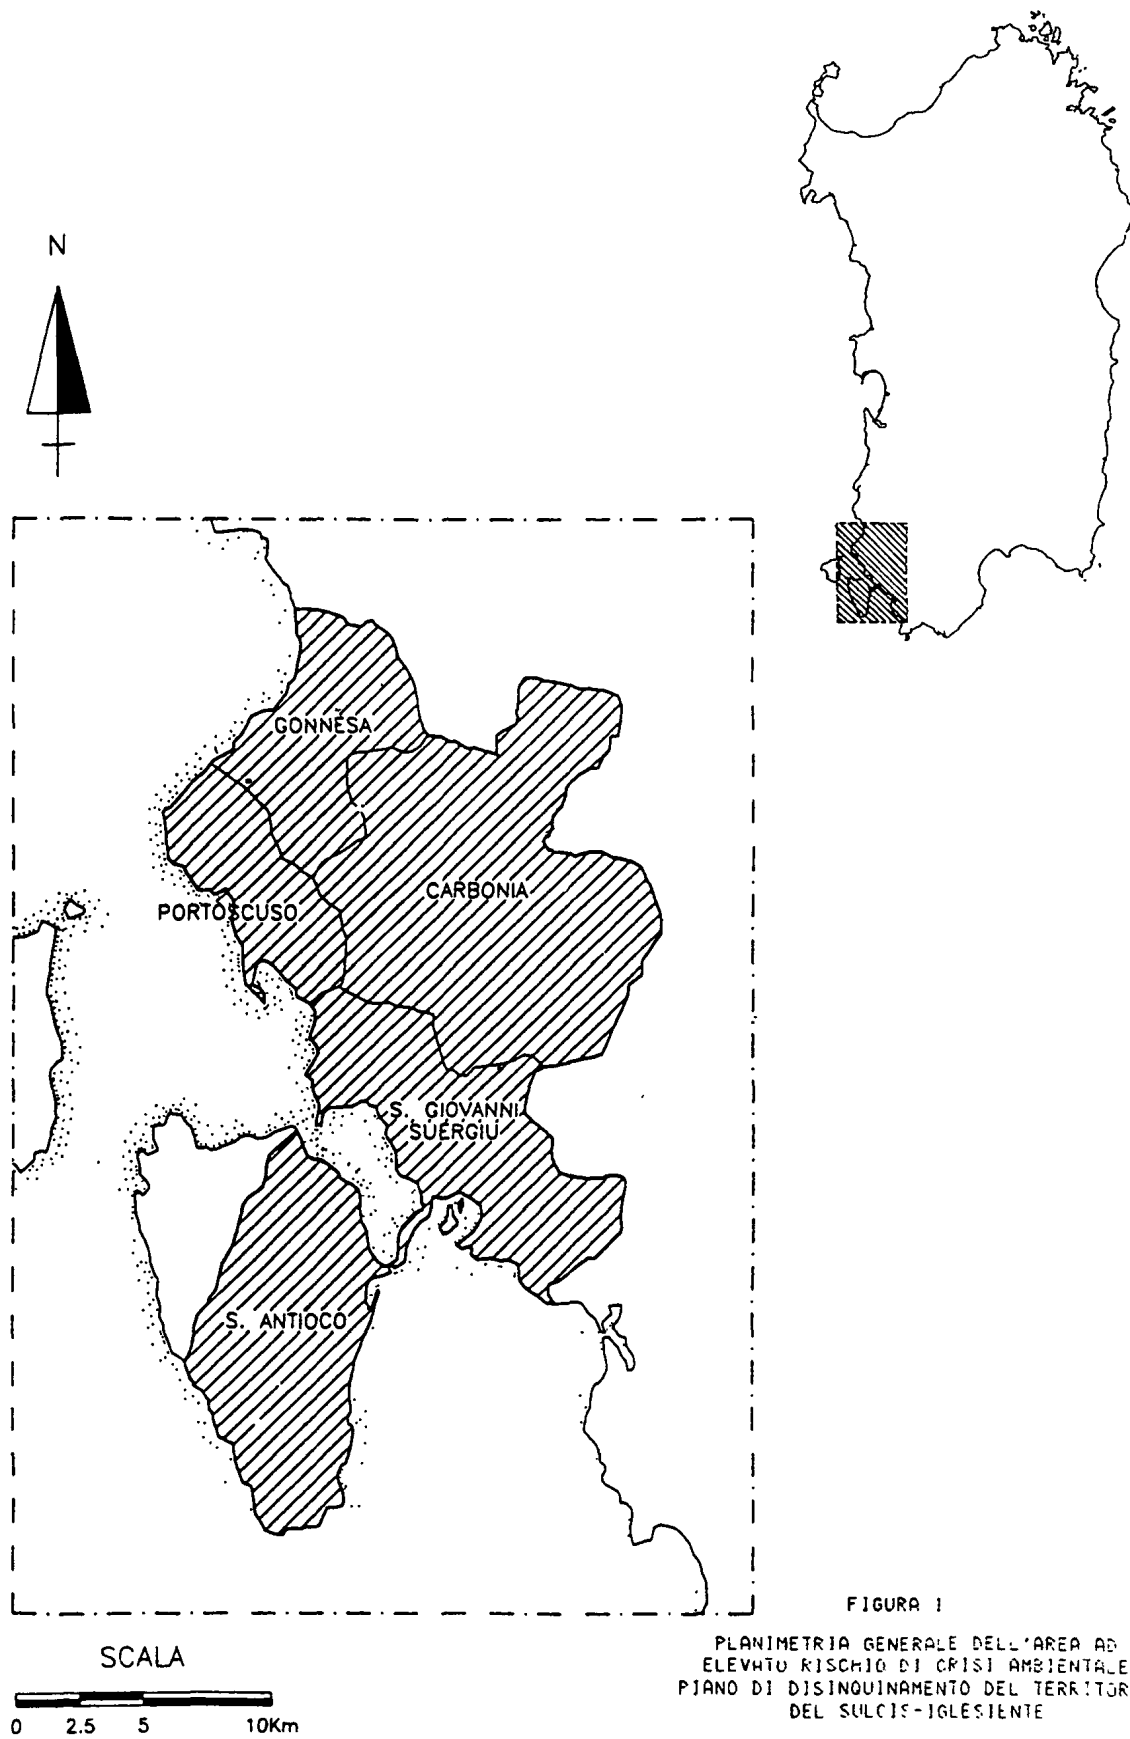 N
GONNESA
CARBONIA
PORTOSCUSO
S. GIOVANNI
SUERGIU
S. ANTIOCO
FIGURA 1
SCALA
0 2.5 5 10Km
PLANIMETRIA GENERALE DELL'AREA AD
ELEVATO RISCHIO DI CRISI AMBIENTALE
PIANO DI DISINQUINAMENTO DEL TERRITOR
DEL SULCIS-IGLESIENTE